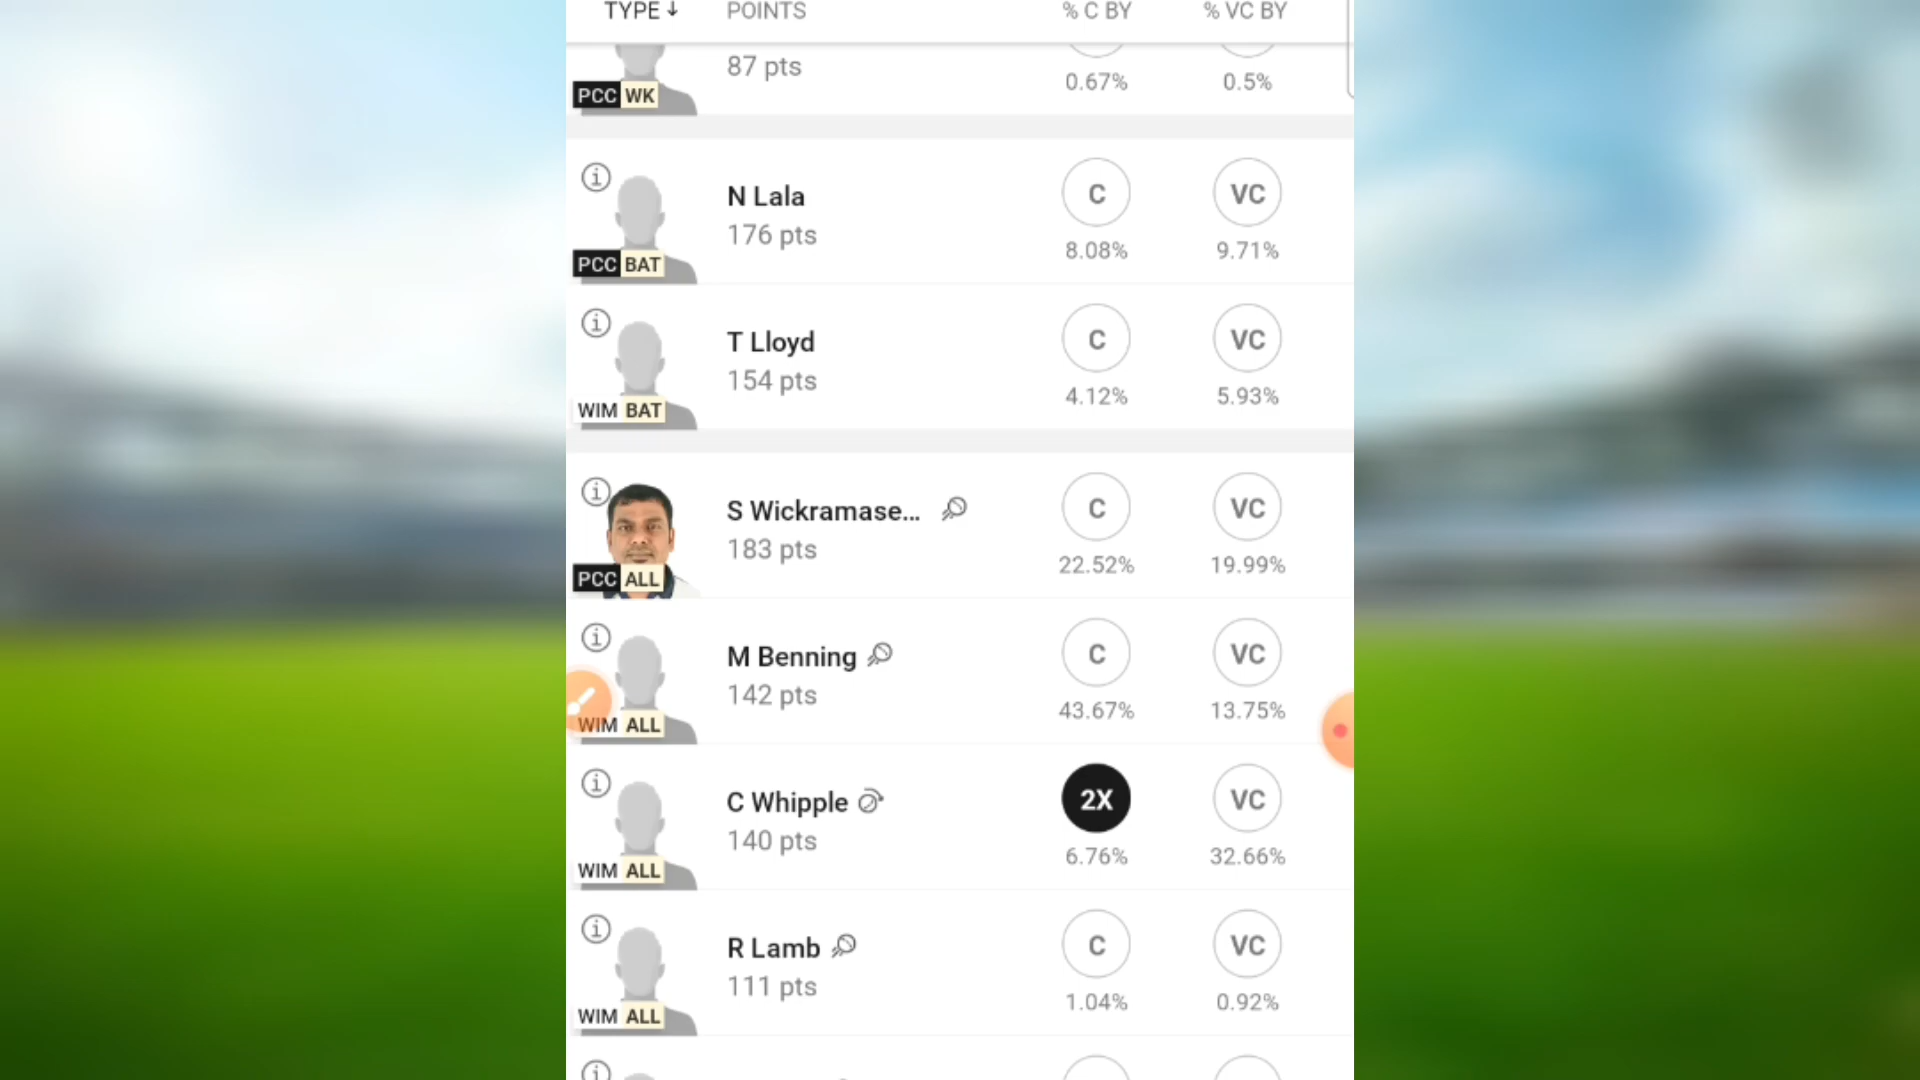 TYPE ↓ POINTS % C BY % VC BY
87 pts
0.67% 0.5%
PCC WK
N Lala C VC
176 pts
8.08% 9.71%
PCC BAT
T Lloyd C VC
154 pts
4.12% 5.93%
WIM BAT
S Wickramase... C VC
183 pts
22.52% 19.99%
PCC ALL
M Benning C VC
142 pts
43.67% 13.75%
WIM ALL
C Whipple 2X VC
140 pts
6.76% 32.66%
WIM ALL
R Lamb C VC
111 pts
1.04% 0.92%
WIM ALL